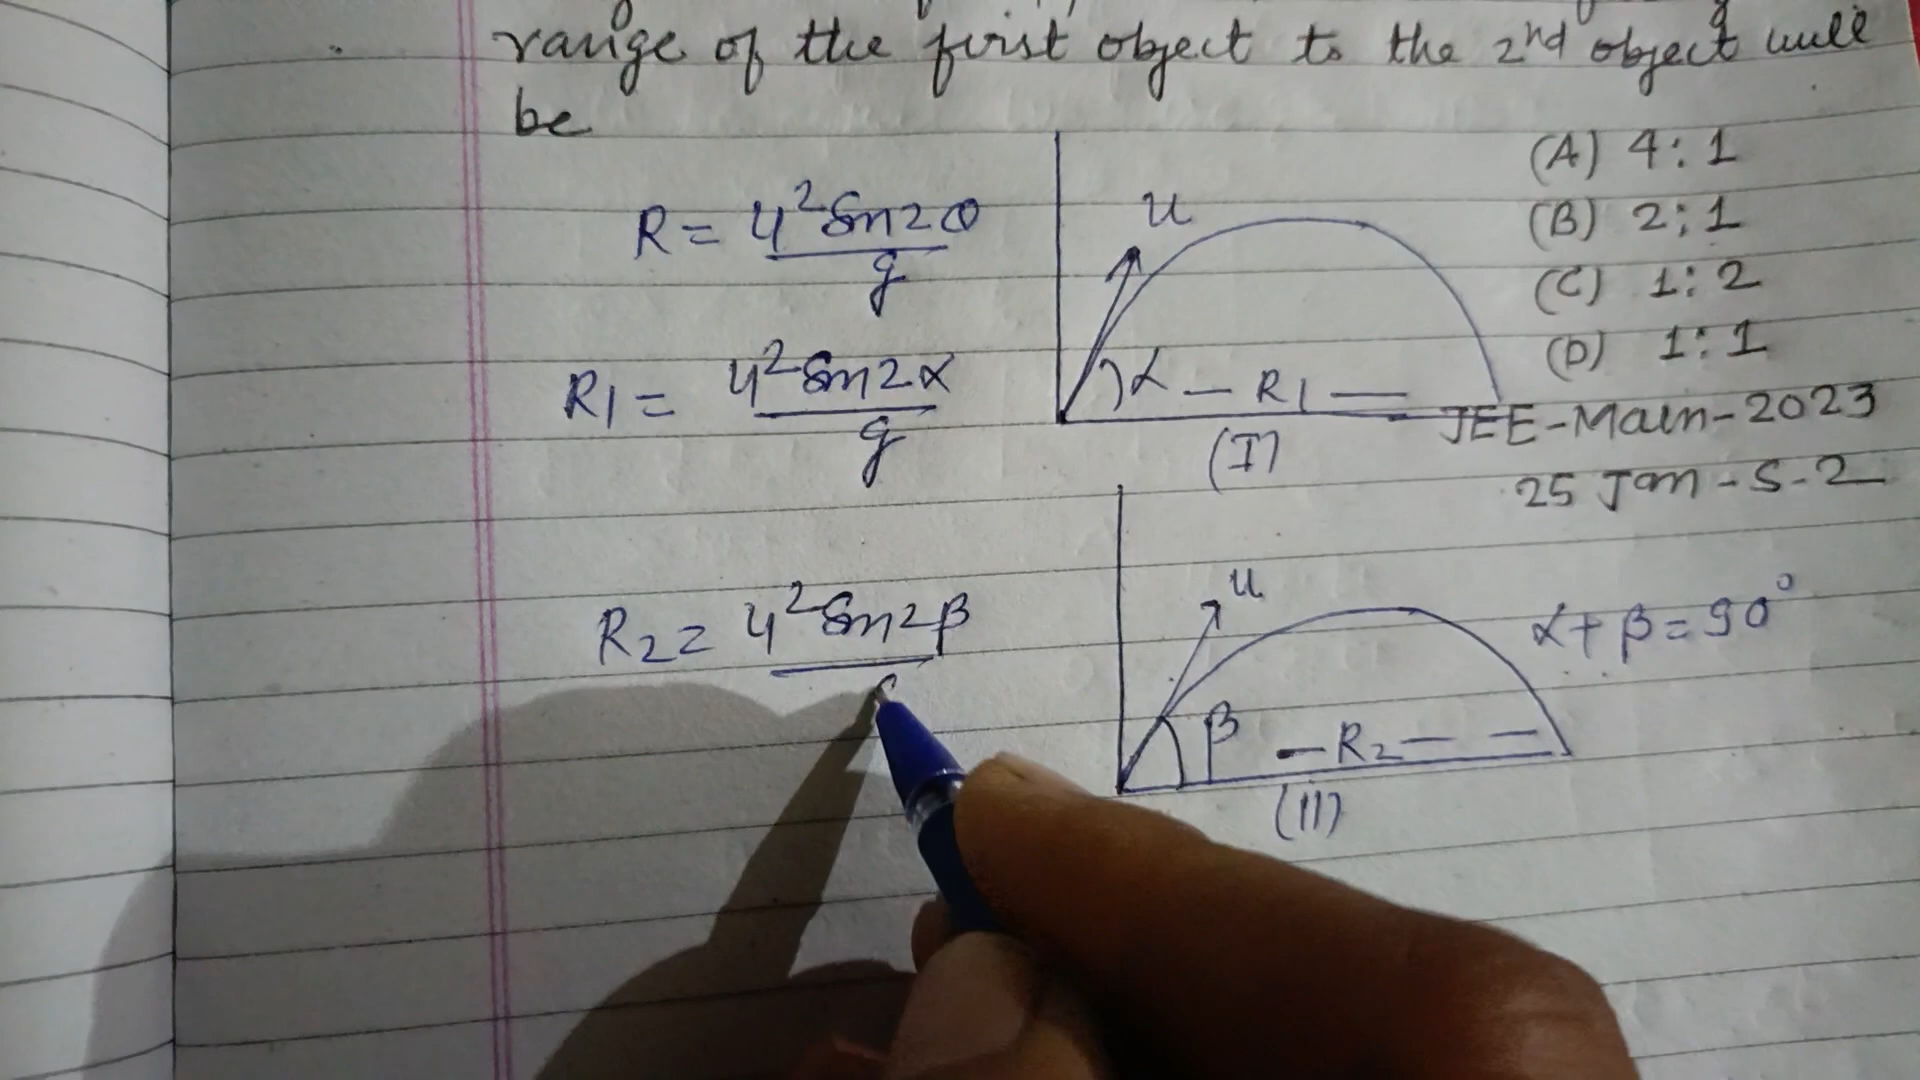 range of the first object to the 2nd object will
be
(A) 4:1
(B) 2:1
(C) 1:2
(D) 1:1
JEE-Main-2023
25 Jan-S-2
R = u² Sin2θ
g
R1 = u² Sin2α
g
u
α - R1 -
(I)
R2 = u² Sin2β
u
α + β = 90°
β - R2 - -
(II)